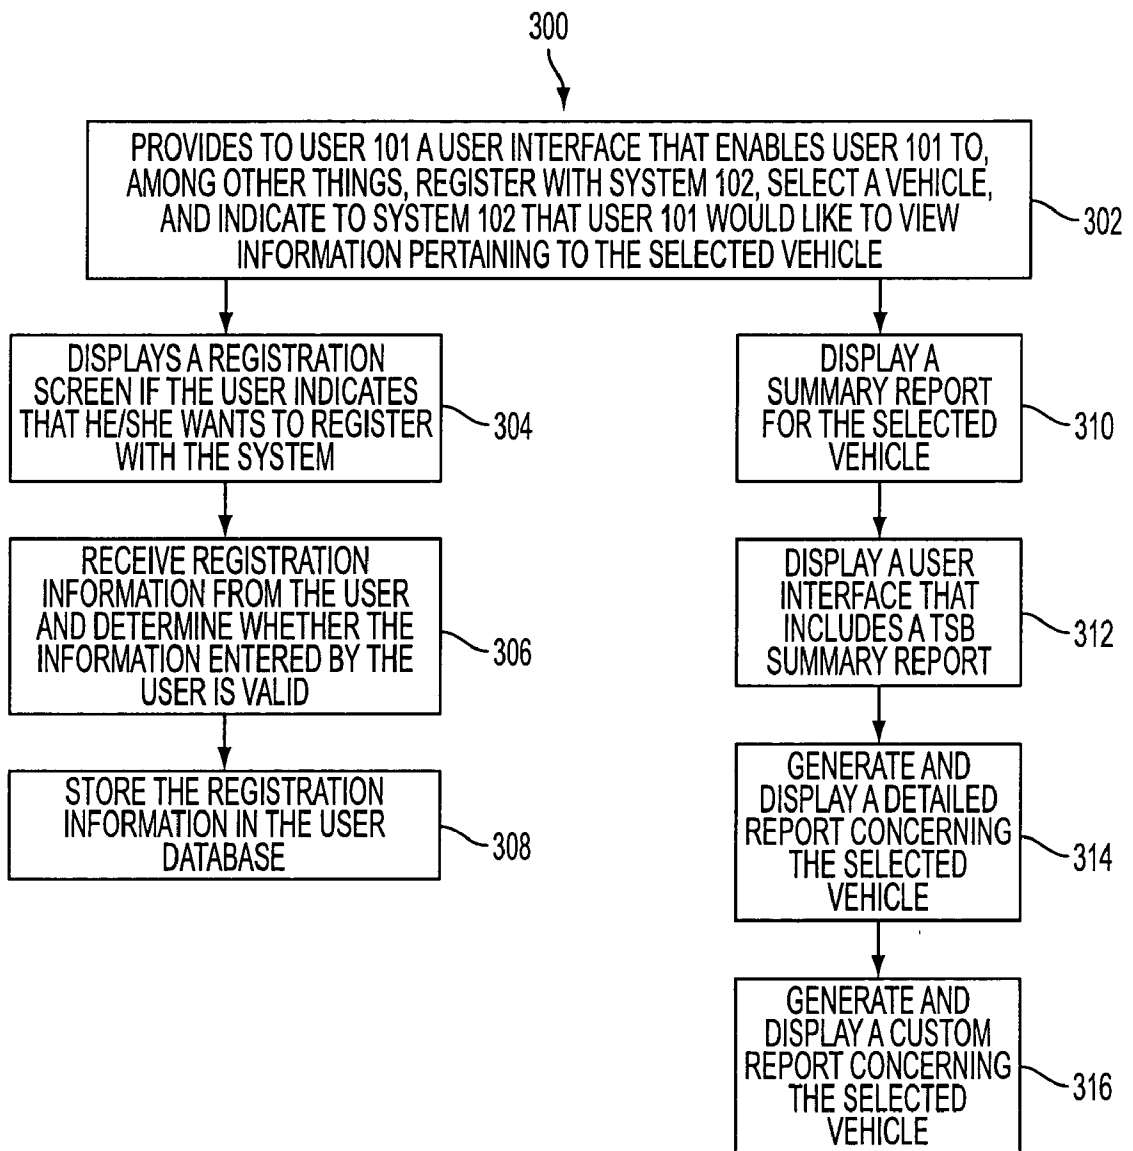 300
PROVIDES TO USER 101 A USER INTERFACE THAT ENABLES USER 101 TO,
AMONG OTHER THINGS, REGISTER WITH SYSTEM 102, SELECT A VEHICLE,
AND INDICATE TO SYSTEM 102 THAT USER 101 WOULD LIKE TO VIEW
INFORMATION PERTAINING TO THE SELECTED VEHICLE
302
DISPLAYS A REGISTRATION
SCREEN IF THE USER INDICATES
THAT HE/SHE WANTS TO REGISTER
WITH THE SYSTEM
304
RECEIVE REGISTRATION
INFORMATION FROM THE USER
AND DETERMINE WHETHER THE
INFORMATION ENTERED BY THE
USER IS VALID
306
STORE THE REGISTRATION
INFORMATION IN THE USER
DATABASE
308
DISPLAY A
SUMMARY REPORT
FOR THE SELECTED
VEHICLE
310
DISPLAY A USER
INTERFACE THAT
INCLUDES A TSB
SUMMARY REPORT
312
GENERATE AND
DISPLAY A DETAILED
REPORT CONCERNING
THE SELECTED
VEHICLE
314
GENERATE AND
DISPLAY A CUSTOM
REPORT CONCERNING
THE SELECTED
VEHICLE
316